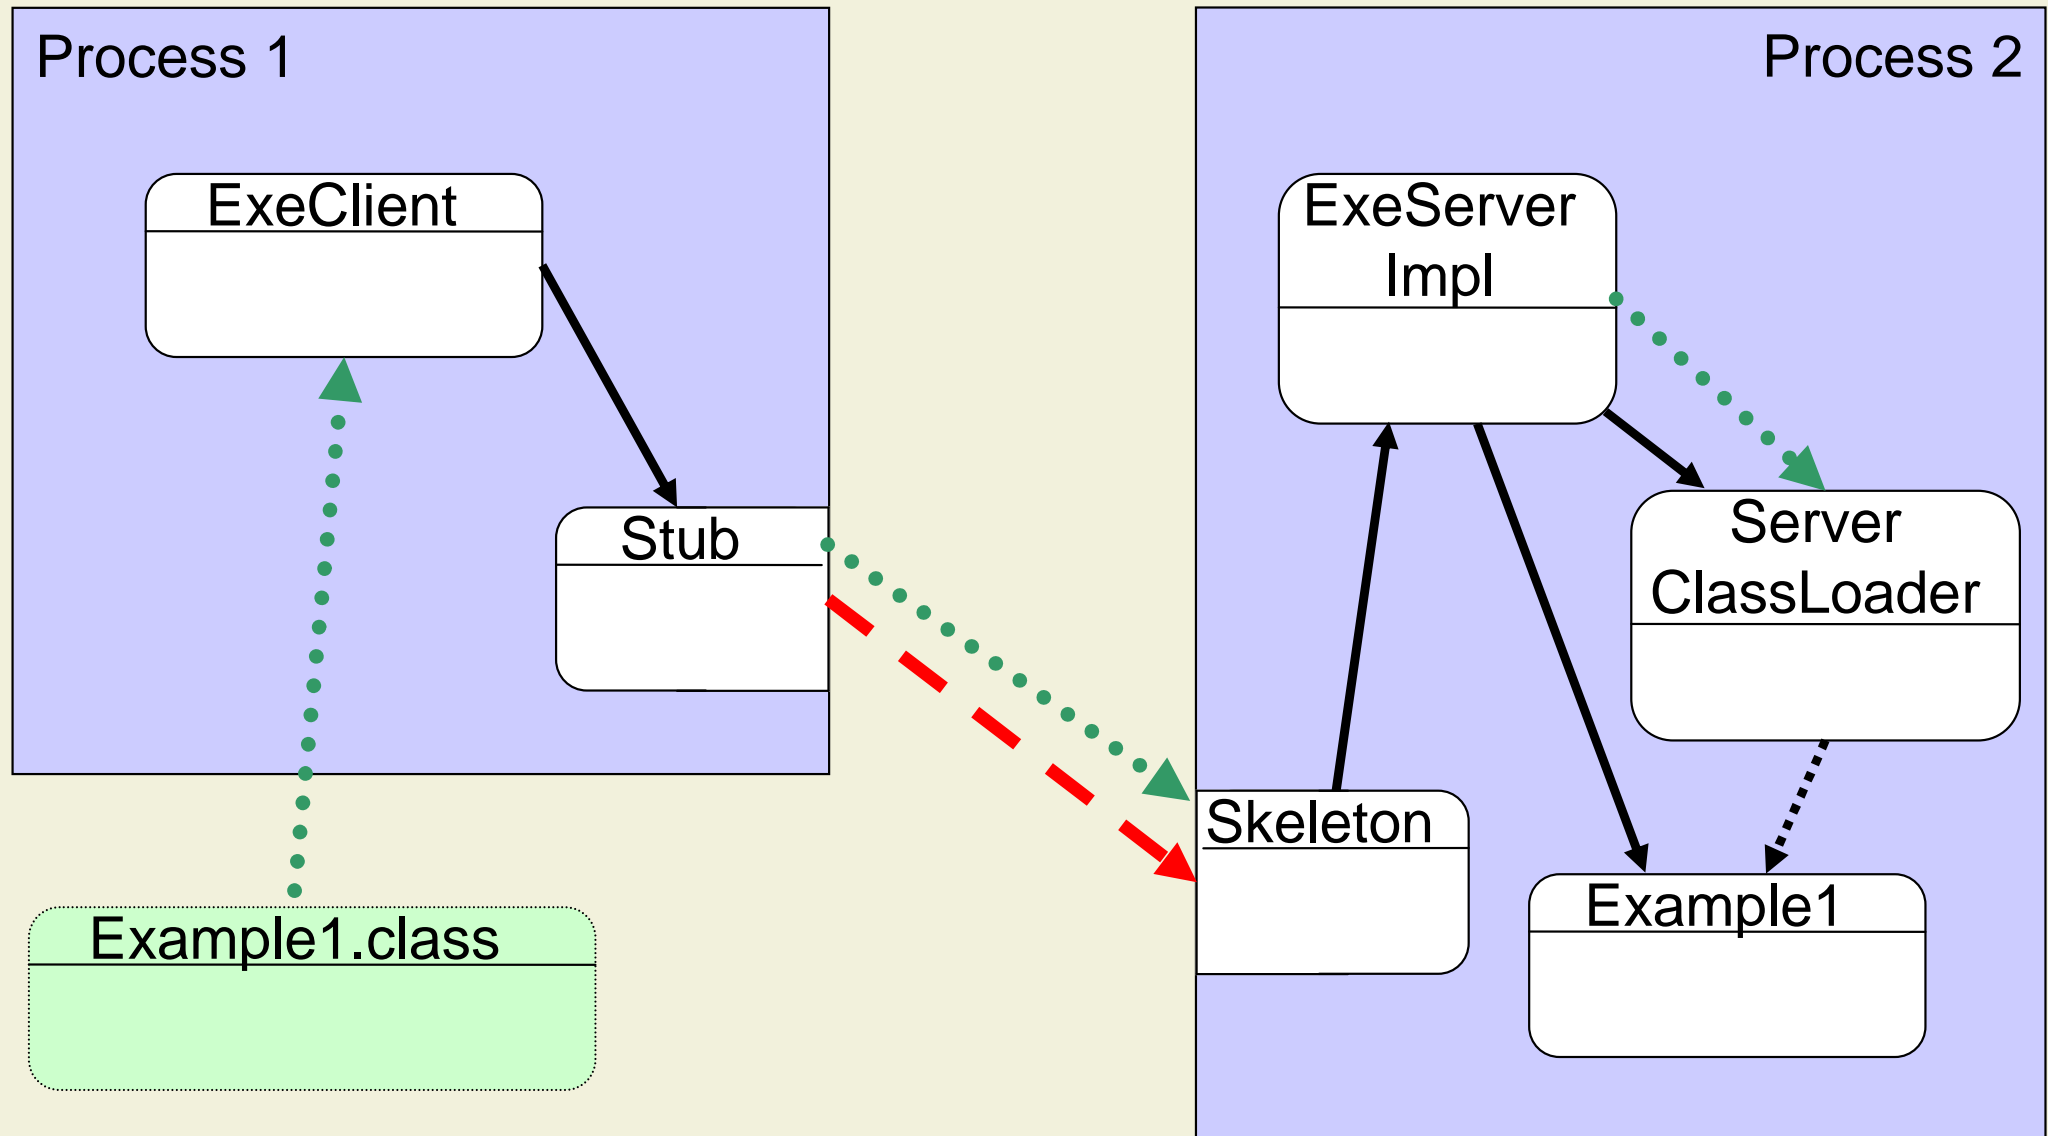 Process 1
ExeClient
Stub
Example1.class
Process 2
ExeServer
Impl
Server
ClassLoader
Skeleton
Example1